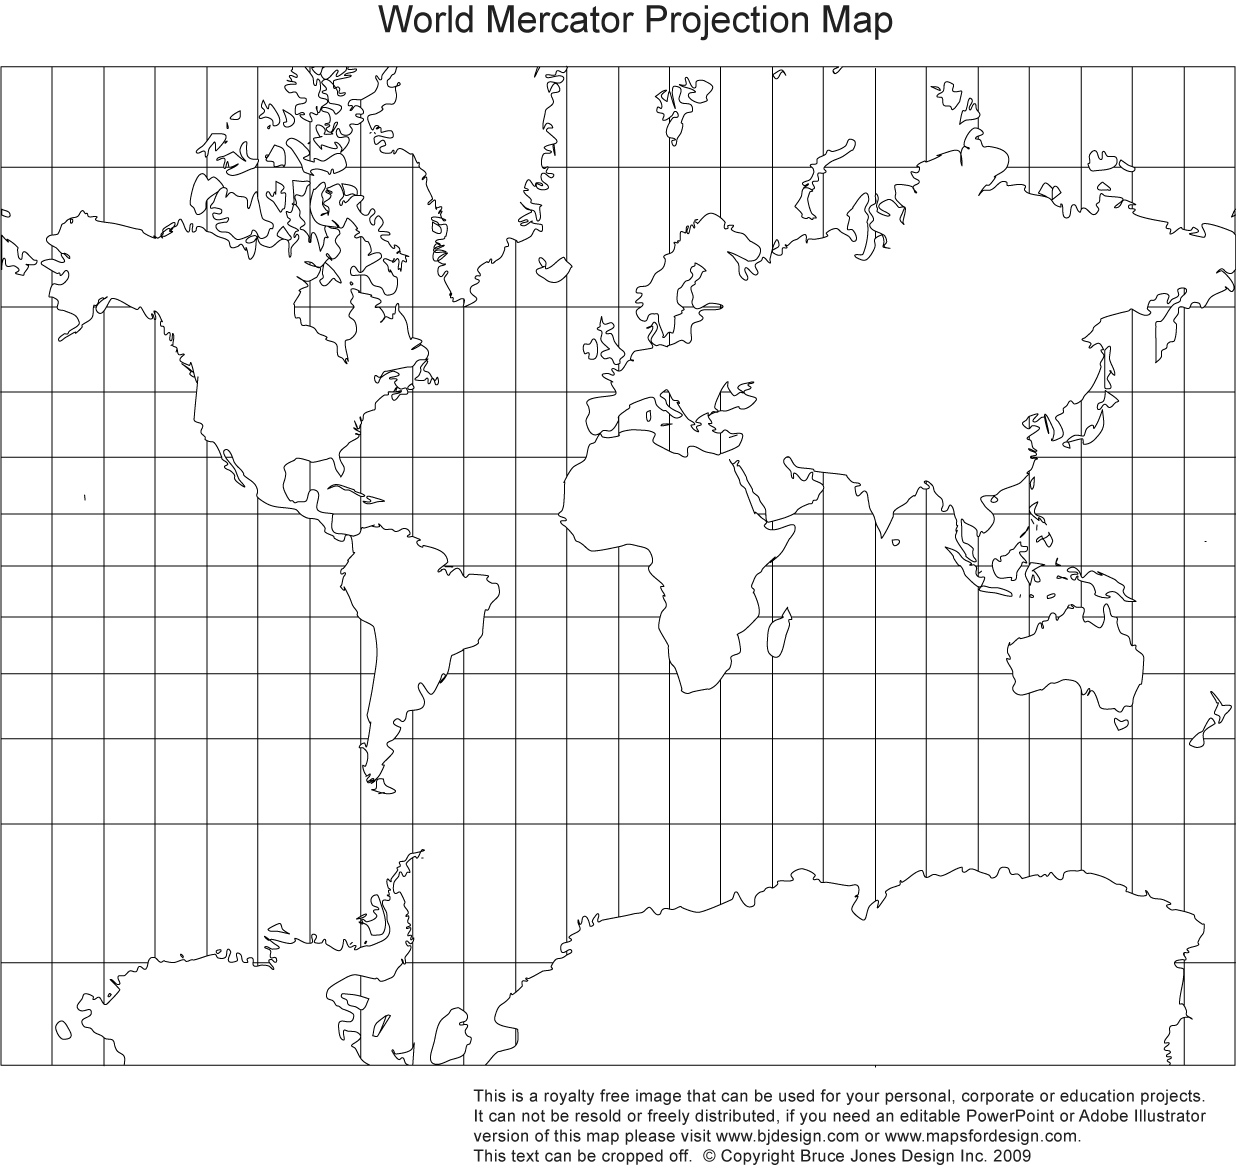 World Mercator Projection Map
This is a royalty free image that can be used for your personal, corporate or education projects.
It can not be resold or freely distributed, if you need an editable PowerPoint or Adobe Illustrator
version of this map please visit www.bjdesign.com or www.mapsfordesign.com.
This text can be cropped off.  © Copyright Bruce Jones Design Inc. 2009